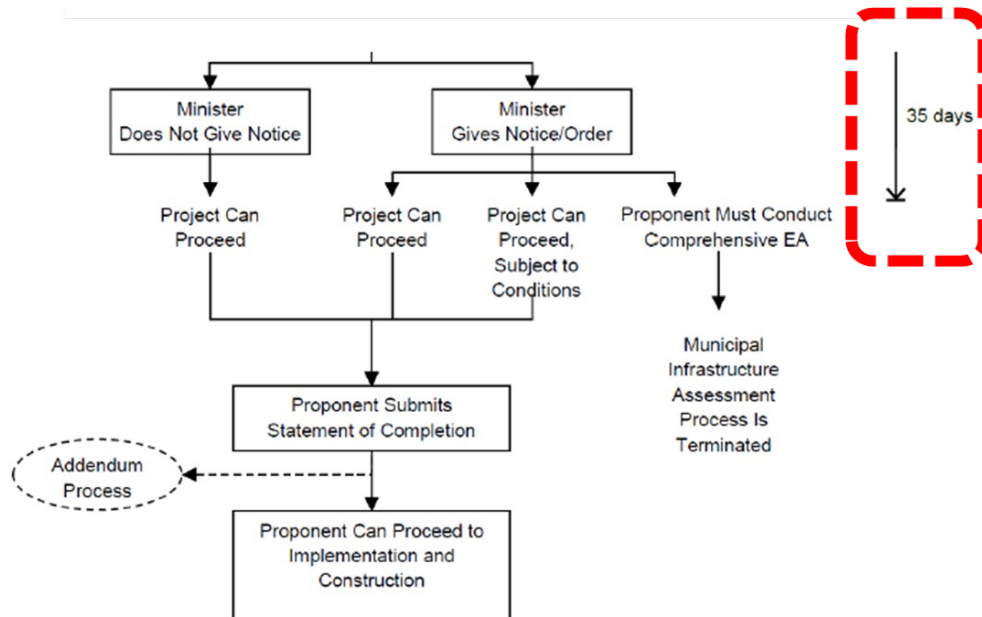 Minister
Does Not Give Notice
Minister
Gives Notice/Order
35 days
Project Can
Proceed
Project Can
Proceed
Project Can
Proceed,
Subject to
Conditions
Proponent Must Conduct
Comprehensive EA
Municipal
Infrastructure
Assessment
Process Is
Terminated
Proponent Submits
Statement of Completion
Addendum
Process
Proponent Can Proceed to
Implementation and
Construction